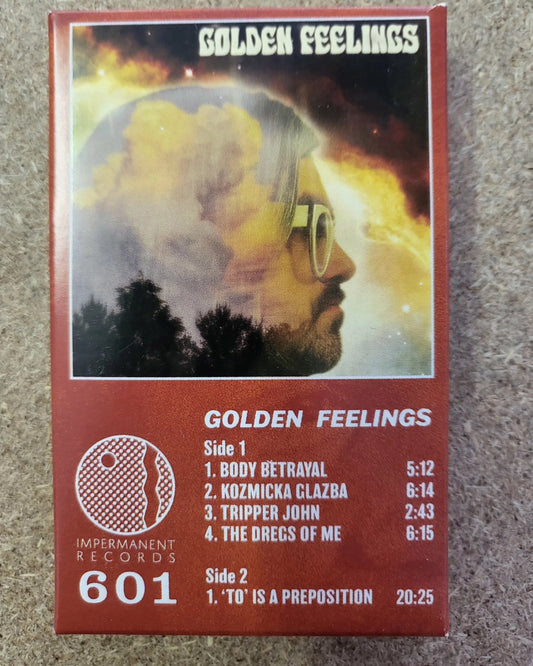 GOLDEN FEELINGS
GOLDEN FEELINGS
Side 1
1. BODY BETRAYAL 5:12
2. KOZMICKA GLAZBA 6:14
3. TRIPPER JOHN 2:43
4. THE DREGS OF ME 6:15
IMPERMANENT
RECORDS
601
Side 2
1. 'TO' IS A PREPOSITION 20:25